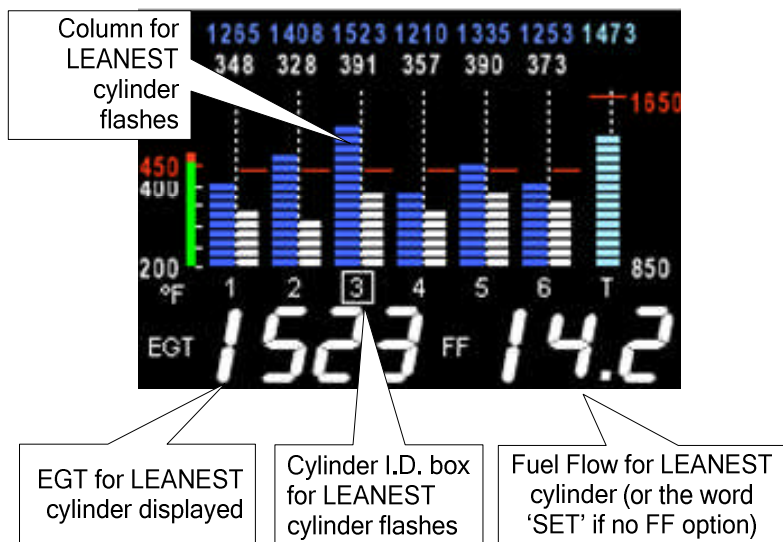 Column for
LEANEST
cylinder
flashes
1265 1408 1523 1210 1335 1253 1473
348 328 391 357 390 373
1650
450
400
200
850
°F
1 2 3 4 5 6 T
EGT 1523 FF 14.2
EGT for LEANEST
cylinder displayed
Cylinder I.D. box
for LEANEST
cylinder flashes
Fuel Flow for LEANEST
cylinder (or the word
‘SET’ if no FF option)